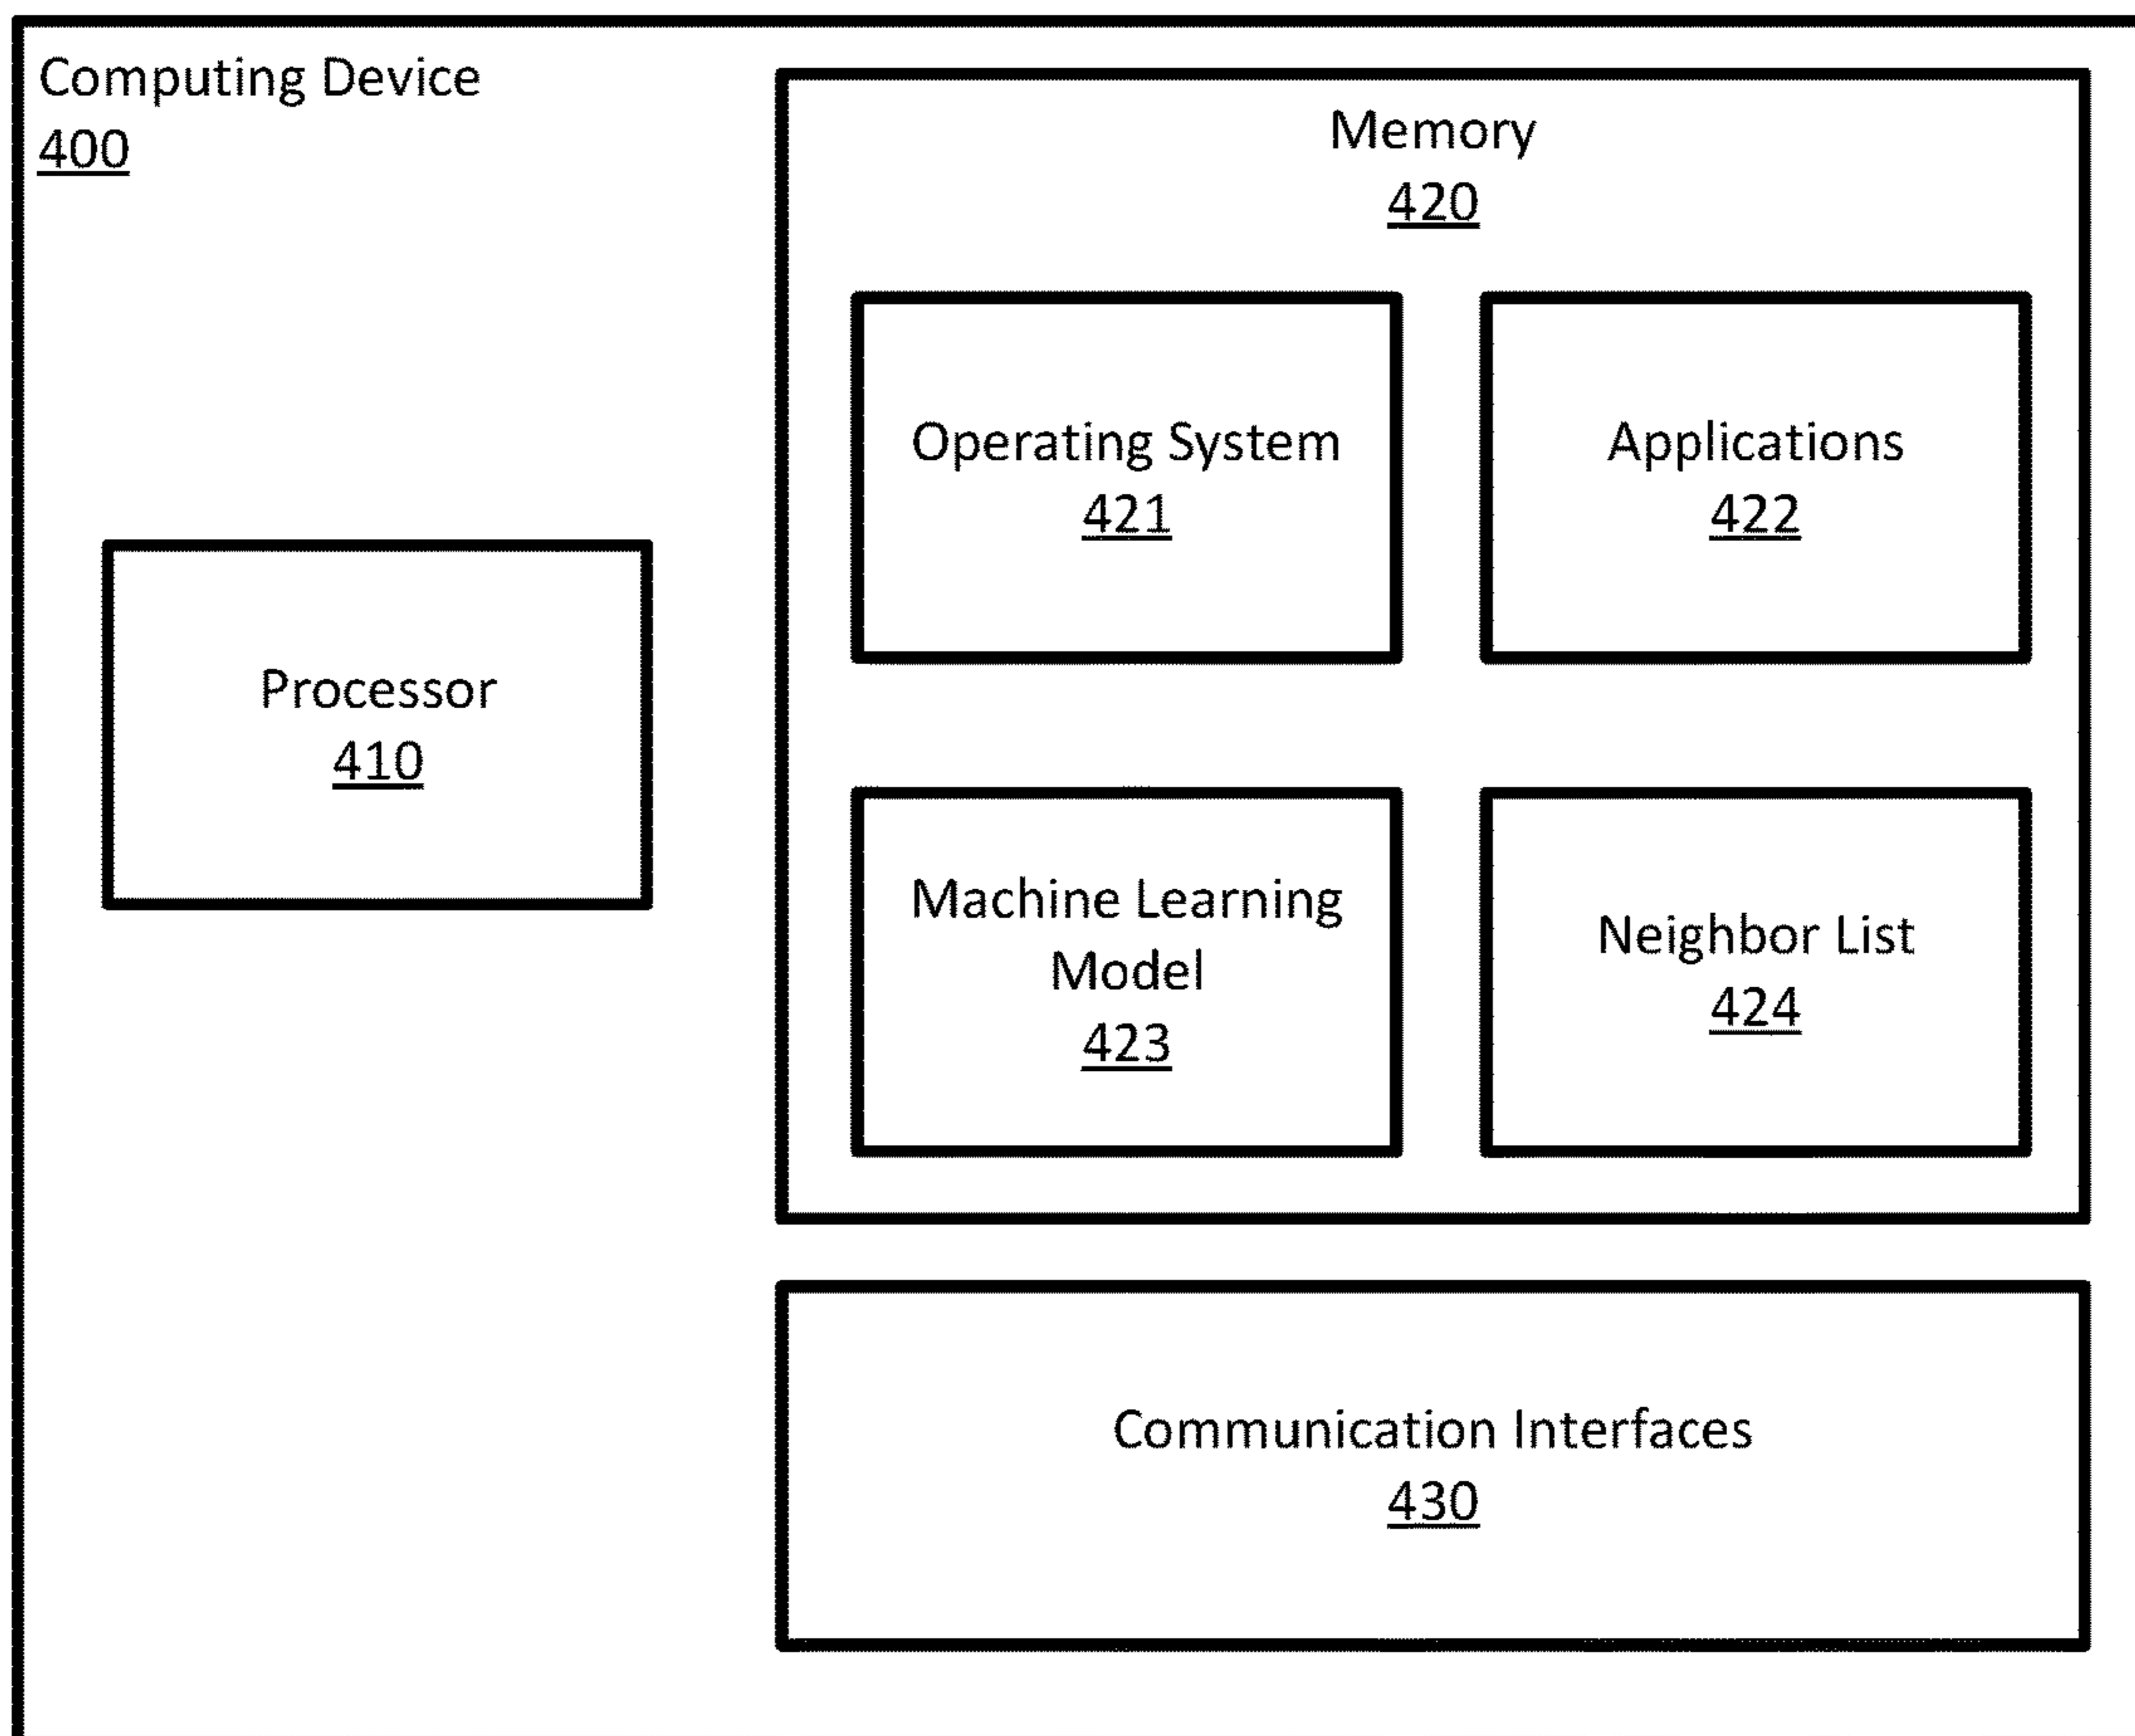 Computing Device
400
Memory
420
Operating System
421
Applications
422
Processor
410
Machine Learning
Model
423
Neighbor List
424
Communication Interfaces
430